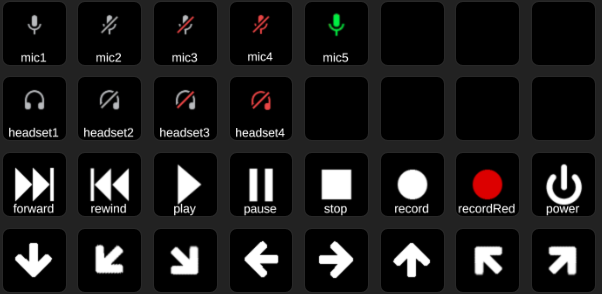 mic1 mic2 mic3 mic4 mic5
headset1 headset2 headset3 headset4
forward rewind play pause stop record recordRed power